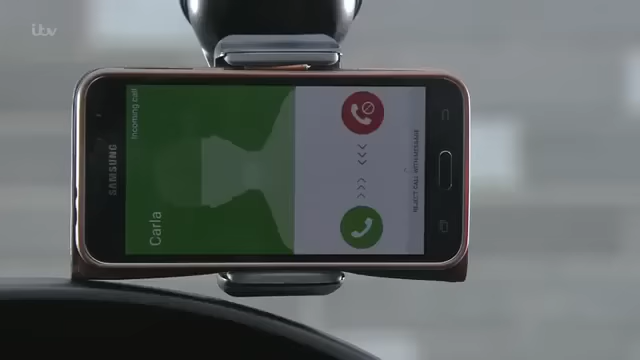 itv
SAMSUNG
Incoming call
Carla
REJECT CALL WITH MESSAGE